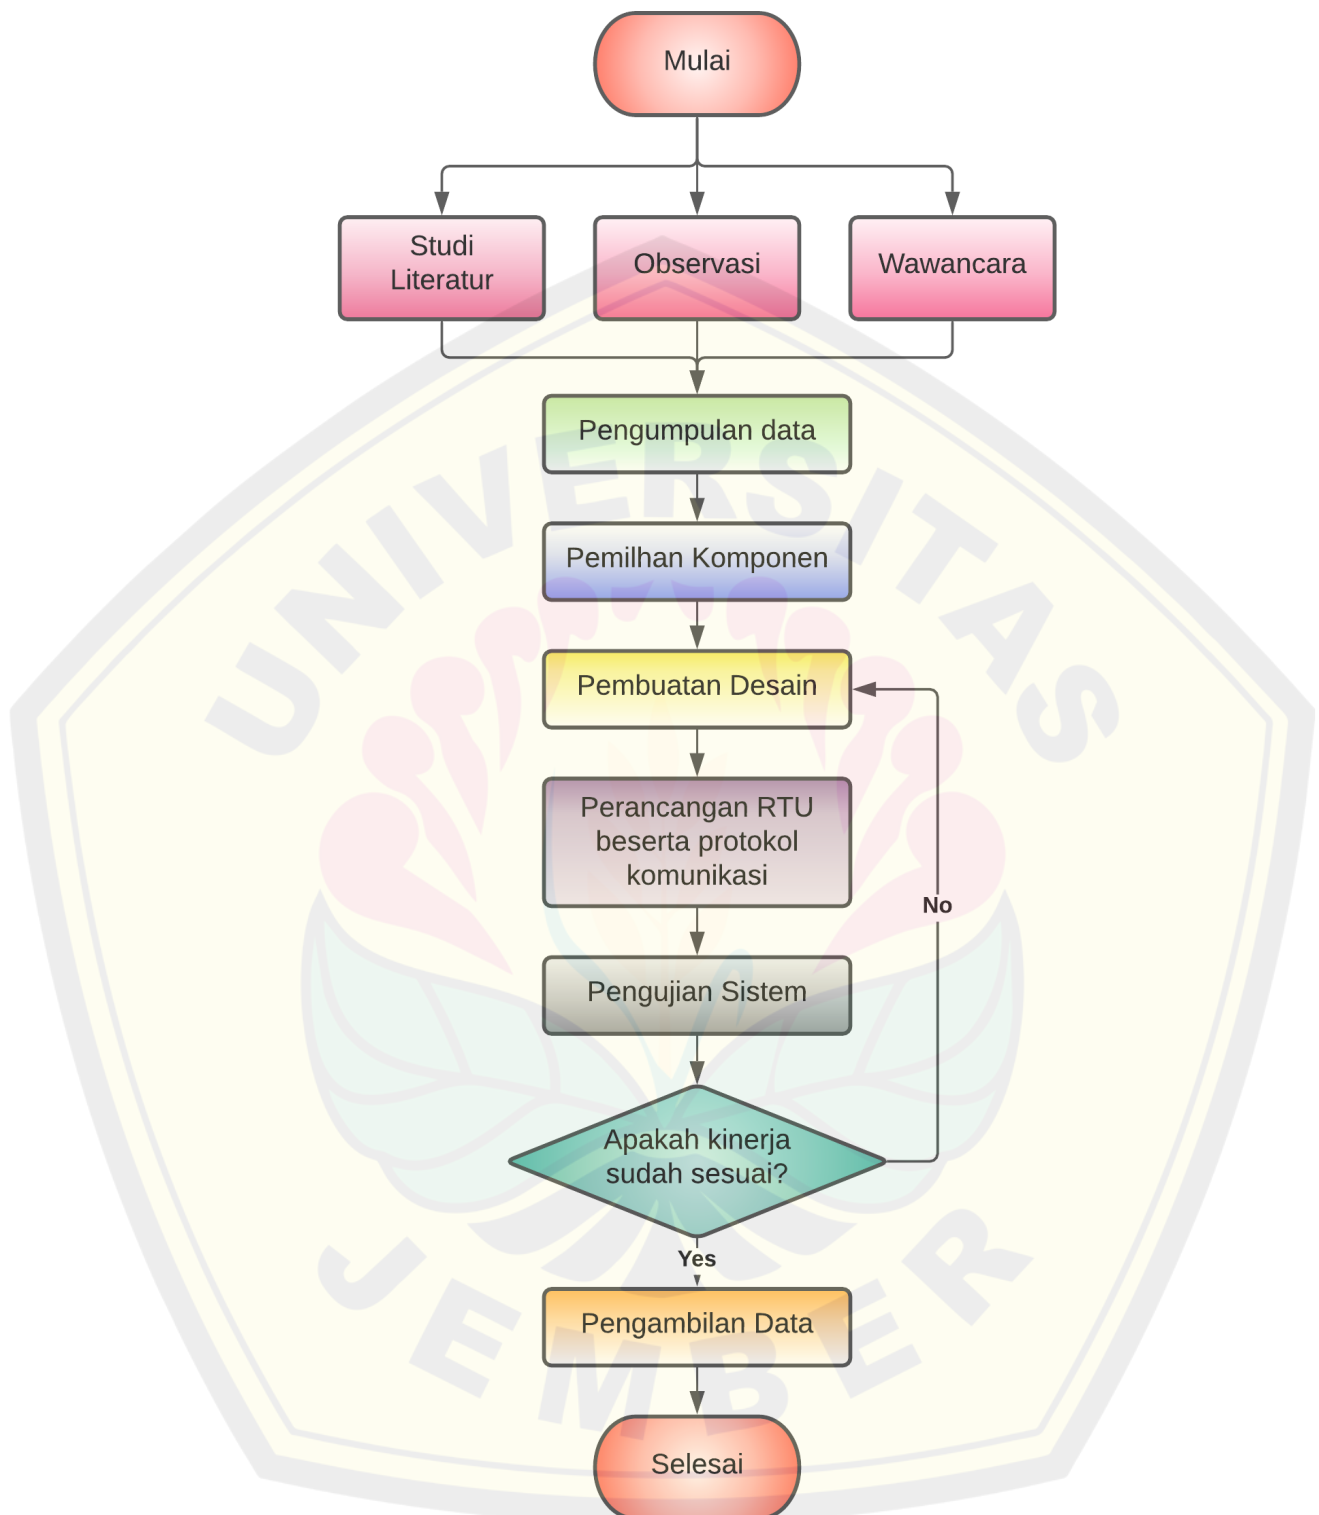 Mulai
Studi
Literatur
Observasi
Wawancara
Pengumpulan data
Pemilhan Komponen
Pembuatan Desain
Perancangan RTU
beserta protokol
komunikasi
No
Pengujian Sistem
Apakah kinerja
sudah sesuai?
Yes
Pengambilan Data
Selesai
UNIVERSITAS
JEMBER